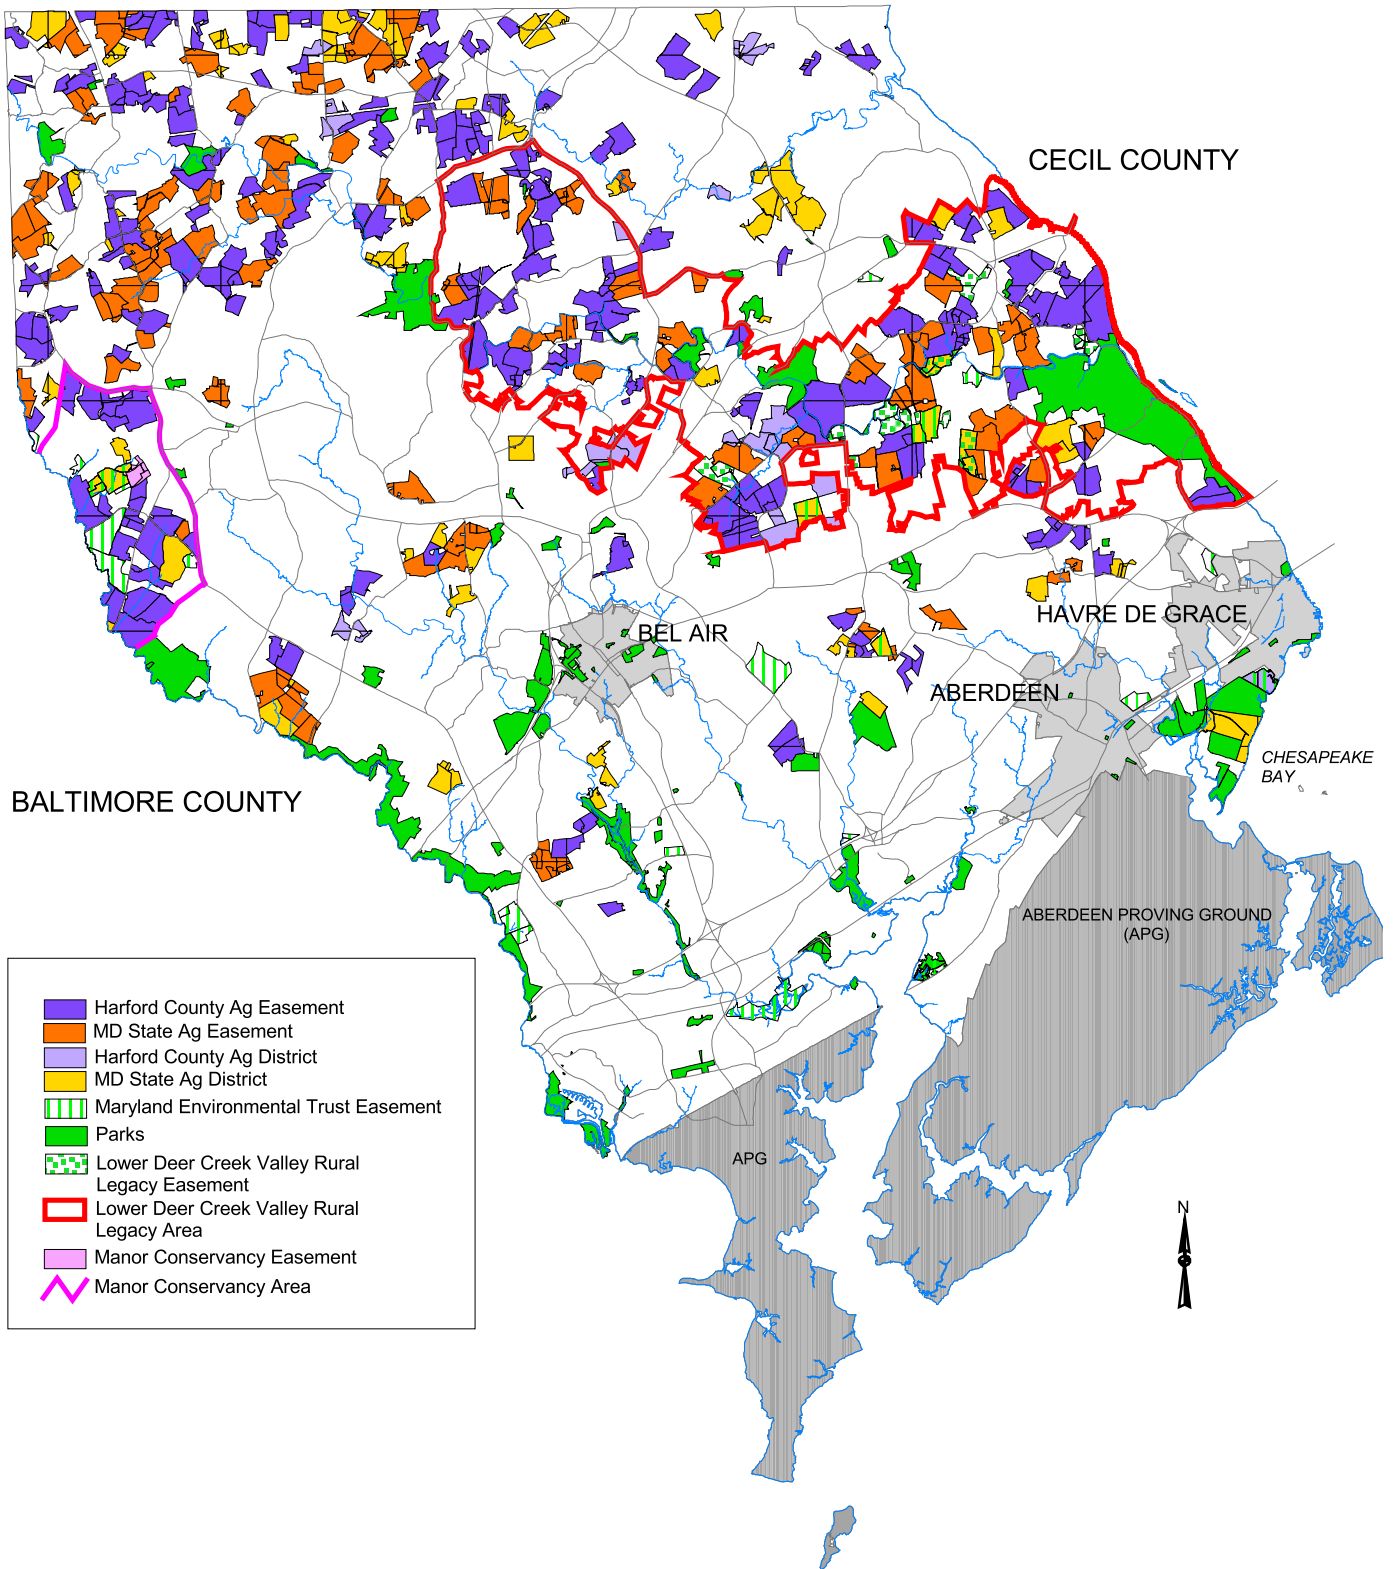 CECIL COUNTY
HAVRE DE GRACE
BEL AIR
ABERDEEN
CHESAPEAKE
BAY
BALTIMORE COUNTY
ABERDEEN PROVING GROUND
(APG)
Harford County Ag Easement
MD State Ag Easement
Harford County Ag District
MD State Ag District
Maryland Environmental Trust Easement
Parks
Lower Deer Creek Valley Rural
Legacy Easement
Lower Deer Creek Valley Rural
Legacy Area
Manor Conservancy Easement
Manor Conservancy Area
APG
N